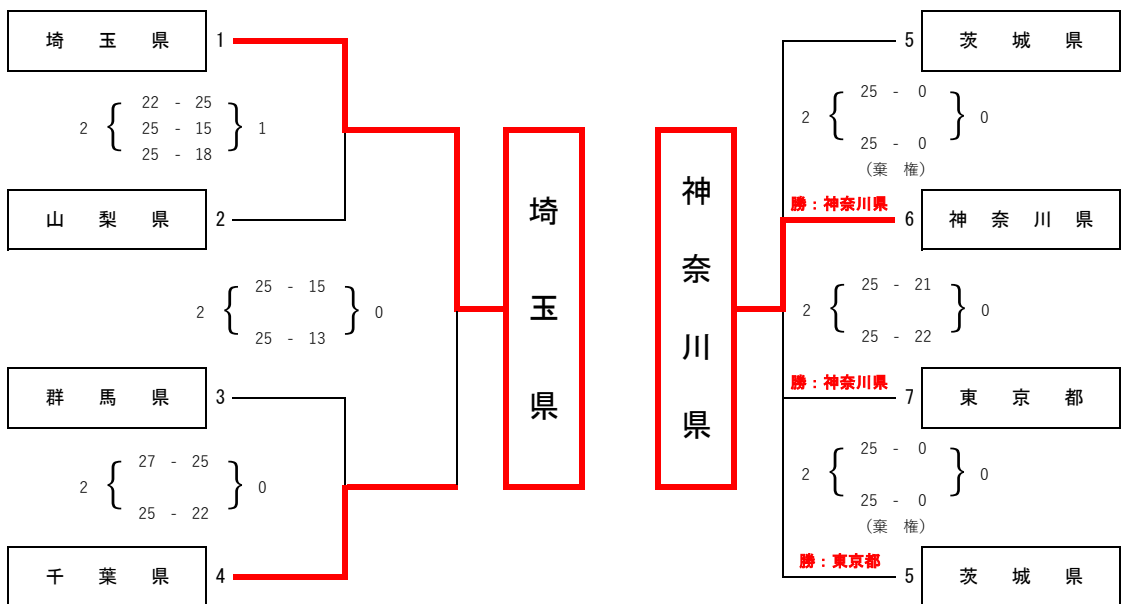 埼 玉 県 1
22 - 25
2 { 25 - 15 } 1
25 - 18
山 梨 県 2
25 - 15
2 { } 0
25 - 13
群 馬 県 3
27 - 25
2 { } 0
25 - 22
千 葉 県 4
埼玉県
神奈川県
5 茨 城 県
25 - 0
2 { } 0
25 - 0
(棄 権)
勝：神奈川県
6 神 奈 川 県
25 - 21
2 { } 0
25 - 22
勝：神奈川県
7 東 京 都
25 - 0
2 { } 0
25 - 0
(棄 権)
勝：東京都
5 茨 城 県